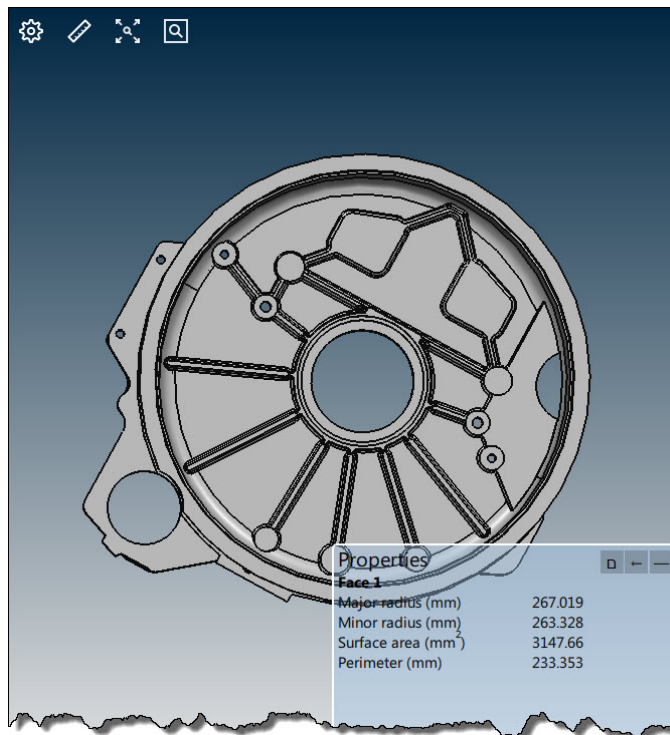 Properties
Face 1
Major radius (mm) 267.019
Minor radius (mm) 263.328
Surface area (mm²) 3147.66
Perimeter (mm) 233.353